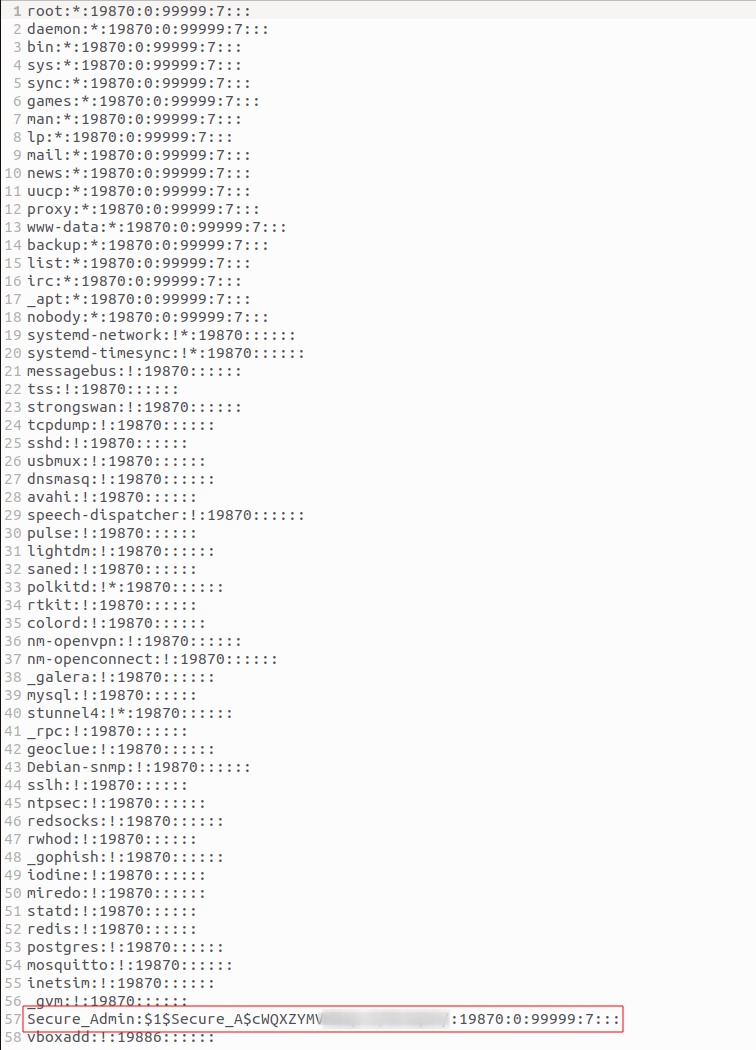 1 root:*:19870:0:99999:7:::
2 daemon:*:19870:0:99999:7:::
3 bin:*:19870:0:99999:7:::
4 sys:*:19870:0:99999:7:::
5 sync:*:19870:0:99999:7:::
6 games:*:19870:0:99999:7:::
7 man:*:19870:0:99999:7:::
8 lp:*:19870:0:99999:7:::
9 mail:*:19870:0:99999:7:::
10 news:*:19870:0:99999:7:::
11 uucp:*:19870:0:99999:7:::
12 proxy:*:19870:0:99999:7:::
13 www-data:*:19870:0:99999:7:::
14 backup:*:19870:0:99999:7:::
15 list:*:19870:0:99999:7:::
16 irc:*:19870:0:99999:7:::
17 _apt:*:19870:0:99999:7:::
18 nobody:*:19870:0:99999:7:::
19 systemd-network:!*:19870::::::
20 systemd-timesync:!*:19870::::::
21 messagebus:!:19870::::::
22 tss:!:19870::::::
23 strongswan:!:19870::::::
24 tcpdump:!:19870::::::
25 sshd:!:19870::::::
26 usbmux:!:19870::::::
27 dnsmasq:!:19870::::::
28 avahi:!:19870::::::
29 speech-dispatcher:!:19870::::::
30 pulse:!:19870::::::
31 lightdm:!:19870::::::
32 saned:!:19870::::::
33 polkitd:!*:19870::::::
34 rtkit:!:19870::::::
35 colord:!:19870::::::
36 nm-openvpn:!:19870::::::
37 nm-openconnect:!:19870::::::
38 _galera:!:19870::::::
39 mysql:!:19870::::::
40 stunnel4:!*:19870::::::
41 _rpc:!:19870::::::
42 geoclue:!:19870::::::
43 Debian-snmp:!:19870::::::
44 sslh:!:19870::::::
45 ntpsec:!:19870::::::
46 redsocks:!:19870::::::
47 rwhod:!:19870::::::
48 _gophish:!:19870::::::
49 iodine:!:19870::::::
50 miredo:!:19870::::::
51 statd:!:19870::::::
52 redis:!:19870::::::
53 postgres:!:19870::::::
54 mosquitto:!:19870::::::
55 inetsim:!:19870::::::
56 _gvm:!:19870::::::
57 Secure_Admin:$1$Secure_A$cWQXZYMV :19870:0:99999:7:::
58 vboxadd:!:19886::::::